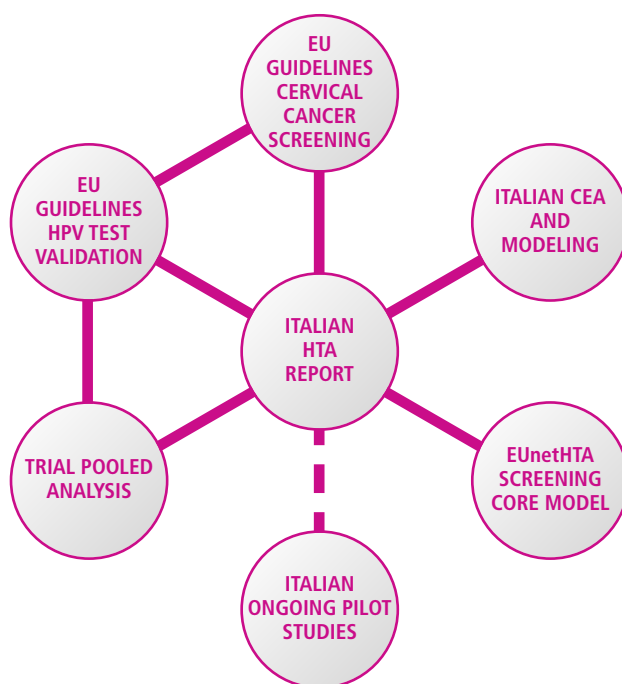 EU
GUIDELINES
CERVICAL
CANCER
SCREENING
EU
GUIDELINES
HPV TEST
VALIDATION
ITALIAN CEA
AND
MODELING
ITALIAN
HTA
REPORT
TRIAL POOLED
ANALYSIS
EUnetHTA
SCREENING
CORE MODEL
ITALIAN
ONGOING PILOT
STUDIES